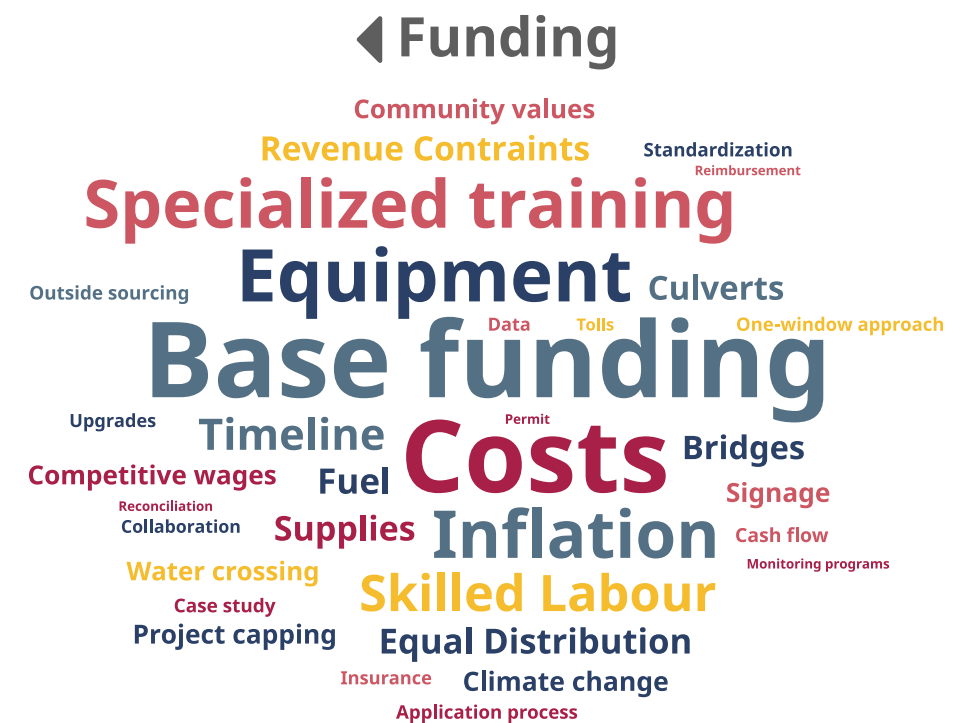 Funding
Community values
Revenue Contraints
Standardization
Reimbursement
Specialized training
Equipment
Culverts
Outside sourcing
Data
Tolls
One-window approach
Base funding
Upgrades
Permit
Timeline
Costs
Bridges
Competitive wages
Fuel
Signage
Reconciliation
Collaboration
Supplies
Inflation
Cash flow
Monitoring programs
Water crossing
Skilled Labour
Case study
Project capping
Equal Distribution
Insurance
Climate change
Application process